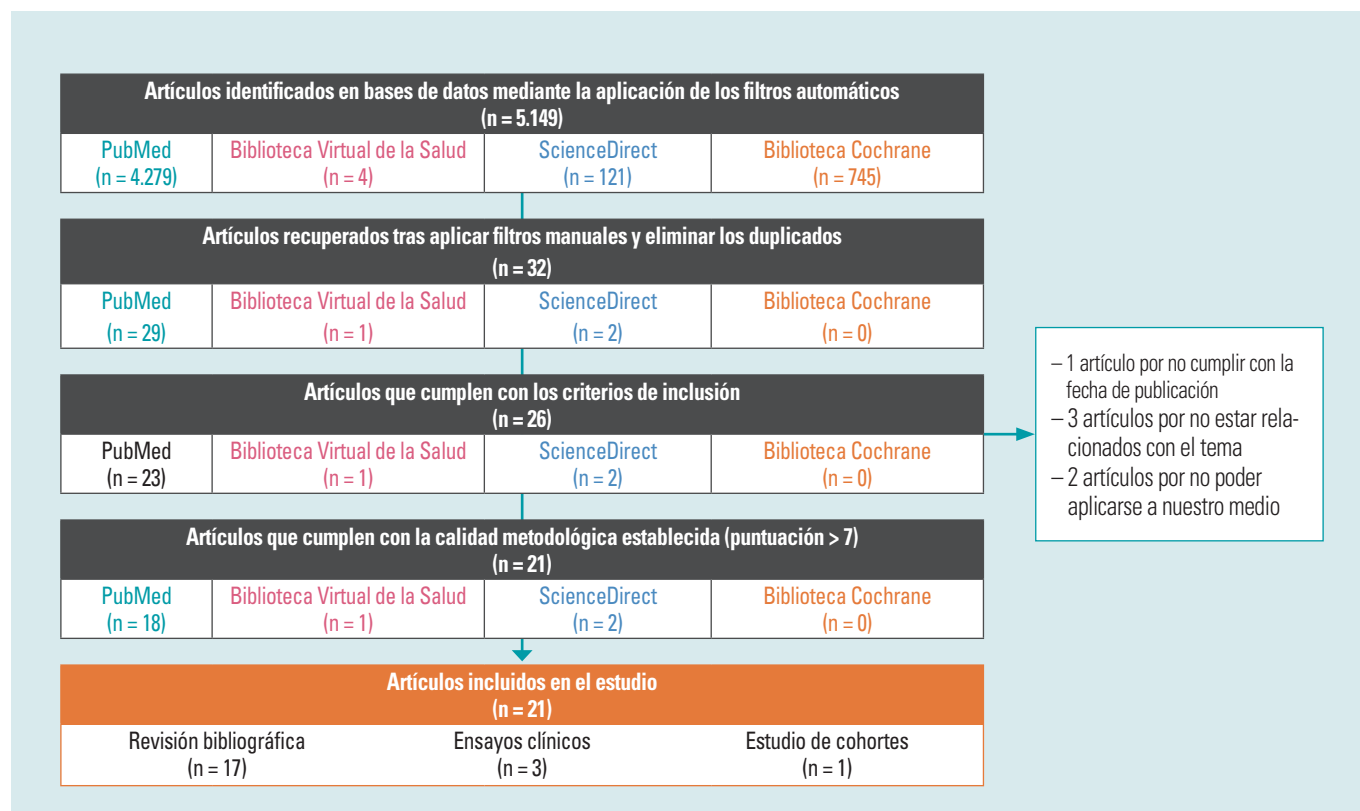 Artículos identificados en bases de datos mediante la aplicación de los filtros automáticos
(n = 5.149)
PubMed
(n = 4.279)
Biblioteca Virtual de la Salud
(n = 4)
ScienceDirect
(n = 121)
Biblioteca Cochrane
(n = 745)
Artículos recuperados tras aplicar filtros manuales y eliminar los duplicados
(n = 32)
PubMed
(n = 29)
Biblioteca Virtual de la Salud
(n = 1)
ScienceDirect
(n = 2)
Biblioteca Cochrane
(n = 0)
Artículos que cumplen con los criterios de inclusión
(n = 26)
PubMed
(n = 23)
Biblioteca Virtual de la Salud
(n = 1)
ScienceDirect
(n = 2)
Biblioteca Cochrane
(n = 0)
– 1 artículo por no cumplir con la
fecha de publicación
– 3 artículos por no estar rela-
cionados con el tema
– 2 artículos por no poder
aplicarse a nuestro medio
Artículos que cumplen con la calidad metodológica establecida (puntuación > 7)
(n = 21)
PubMed
(n = 18)
Biblioteca Virtual de la Salud
(n = 1)
ScienceDirect
(n = 2)
Biblioteca Cochrane
(n = 0)
Artículos incluidos en el estudio
(n = 21)
Revisión bibliográfica
(n = 17)
Ensayos clínicos
(n = 3)
Estudio de cohortes
(n = 1)